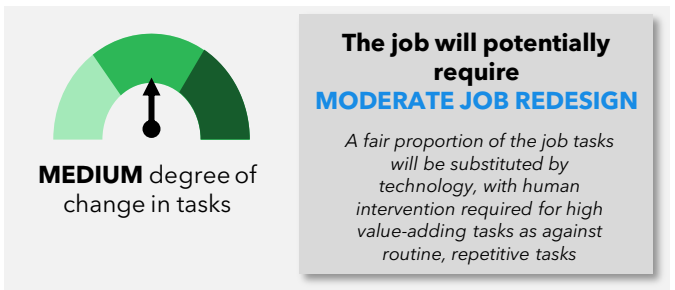 MEDIUM degree of
change in tasks
The job will potentially
require
MODERATE JOB REDESIGN
A fair proportion of the job tasks
will be substituted by
technology, with human
intervention required for high
value-adding tasks as against
routine, repetitive tasks